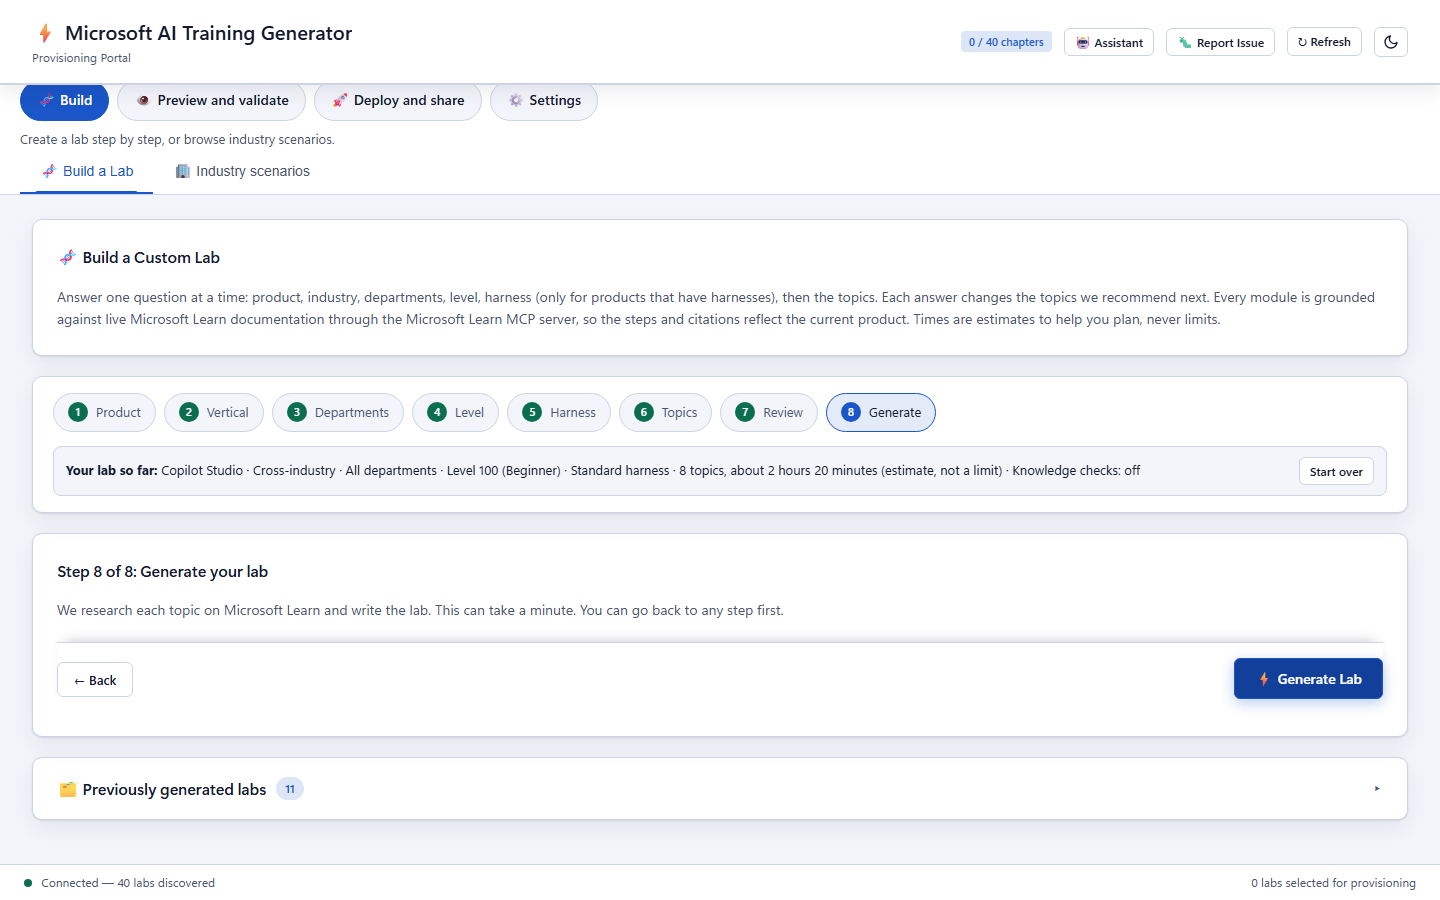 Microsoft AI Training Generator
Provisioning Portal
0 / 40 chapters
Assistant
Report Issue
↻ Refresh
Build
Preview and validate
Deploy and share
Settings
Create a lab step by step, or browse industry scenarios.
Build a Lab
Industry scenarios
Build a Custom Lab
Answer one question at a time: product, industry, departments, level, harness (only for products that have harnesses), then the topics. Each answer changes the topics we recommend next. Every module is grounded
against live Microsoft Learn documentation through the Microsoft Learn MCP server, so the steps and citations reflect the current product. Times are estimates to help you plan, never limits.
1 Product
2 Vertical
3 Departments
4 Level
5 Harness
6 Topics
7 Review
8 Generate
Your lab so far: Copilot Studio · Cross-industry · All departments · Level 100 (Beginner) · Standard harness · 8 topics, about 2 hours 20 minutes (estimate, not a limit) · Knowledge checks: off
Start over
Step 8 of 8: Generate your lab
We research each topic on Microsoft Learn and write the lab. This can take a minute. You can go back to any step first.
← Back
Generate Lab
Previously generated labs 11
Connected — 40 labs discovered
0 labs selected for provisioning